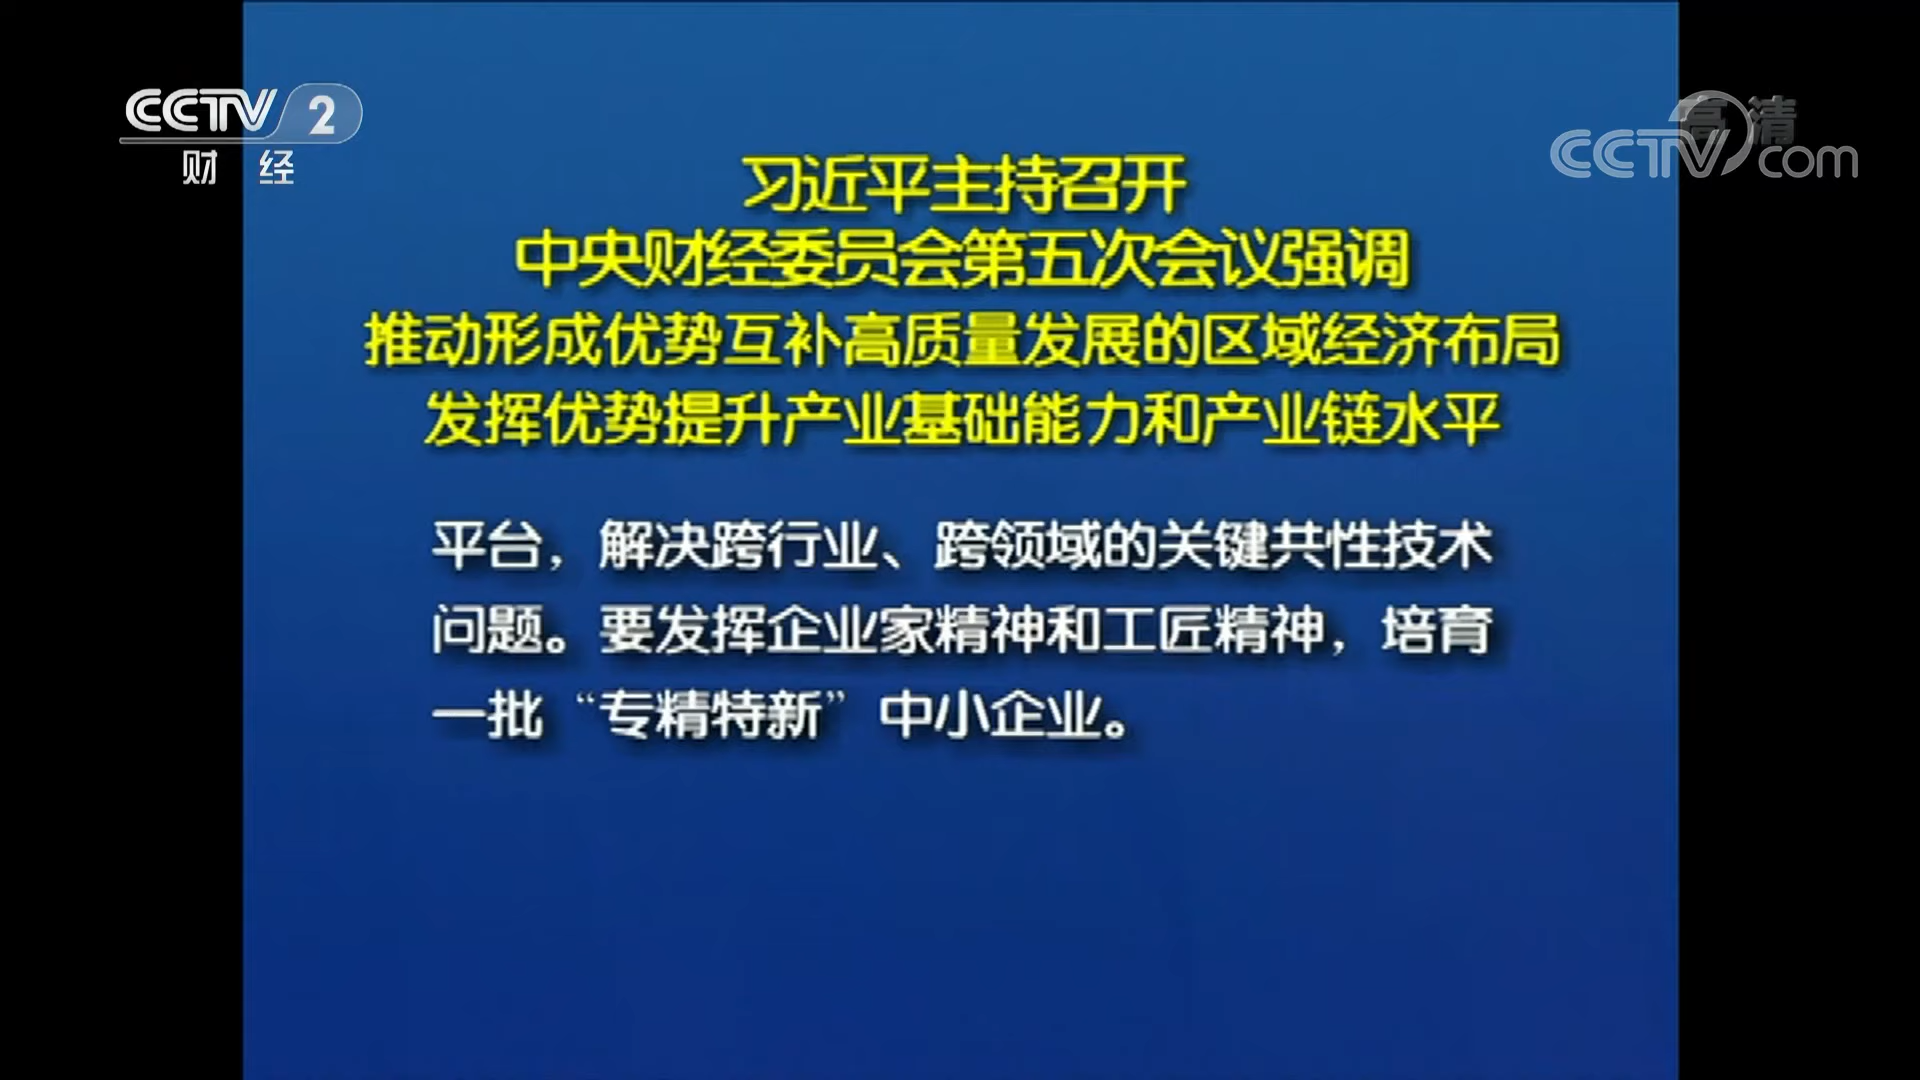 CCTV 2
财 经
高清
CCTV.com
习近平主持召开
中央财经委员会第五次会议强调
推动形成优势互补高质量发展的区域经济布局
发挥优势提升产业基础能力和产业链水平
平台，解决跨行业、跨领域的关键共性技术
问题。要发挥企业家精神和工匠精神，培育
一批“专精特新”中小企业。